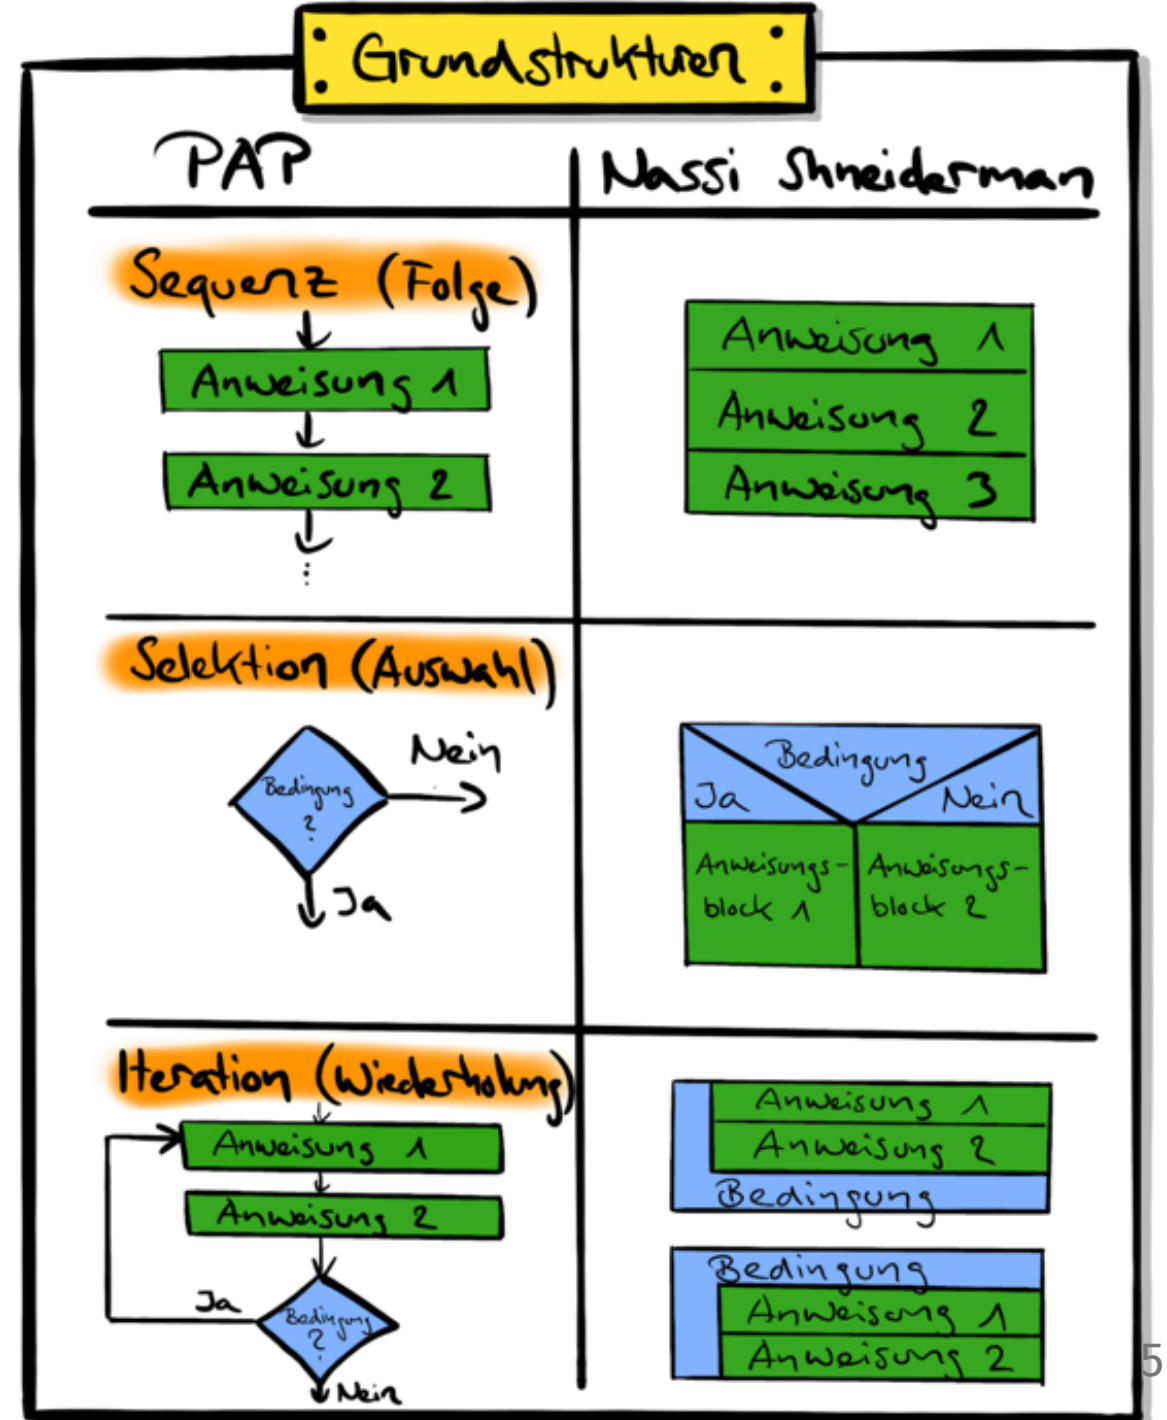 Grundstrukturen
PAP
Nassi Shneiderman
Sequenz (Folge)
Anweisung 1
Anweisung 2
...
Anweisung 1
Anweisung 2
Anweisung 3
Selektion (Auswahl)
Bedingung
?
Nein
Ja
Bedingung
Ja
Nein
Anweisungs-
block 1
Anweisungs-
block 2
Iteration (Wiederholung)
Anweisung 1
Anweisung 2
Bedingung
?
Ja
Nein
Anweisung 1
Anweisung 2
Bedingung
Bedingung
Anweisung 1
Anweisung 2
5